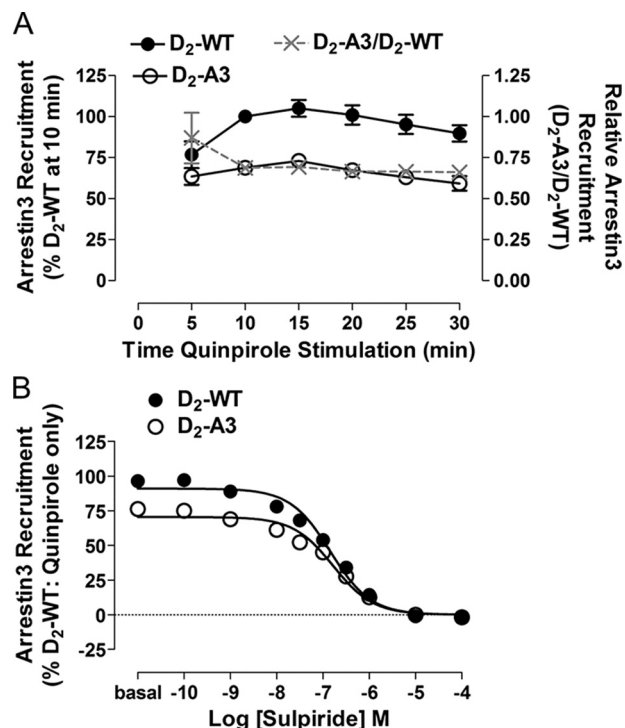 A
D2-WT
D2-A3/D2-WT
D2-A3
Arrestin3 Recruitment
(% D2-WT at 10 min)
125
100
75
50
25
0
1.25
1.00
0.75
0.50
0.25
0.00
Relative Arrestin3
Recruitment
(D2-A3/D2-WT)
0 5 10 15 20 25 30
Time Quinpirole Stimulation (min)
B
D2-WT
D2-A3
Arrestin3 Recruitment
(% D2-WT: Quinpirole only)
125
100
75
50
25
0
-25
basal -10 -9 -8 -7 -6 -5 -4
Log [Sulpiride] M